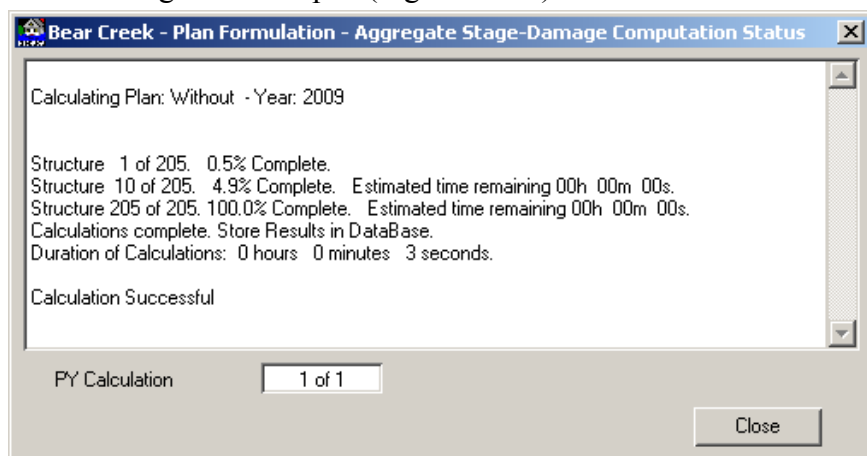 Bear Creek - Plan Formulation - Aggregate Stage-Damage Computation Status
Calculating Plan: Without - Year: 2009
Structure 1 of 205. 0.5% Complete.
Structure 10 of 205. 4.9% Complete. Estimated time remaining 00h 00m 00s.
Structure 205 of 205. 100.0% Complete. Estimated time remaining 00h 00m 00s.
Calculations complete. Store Results in DataBase.
Duration of Calculations: 0 hours 0 minutes 3 seconds.
Calculation Successful
PY Calculation 1 of 1
Close